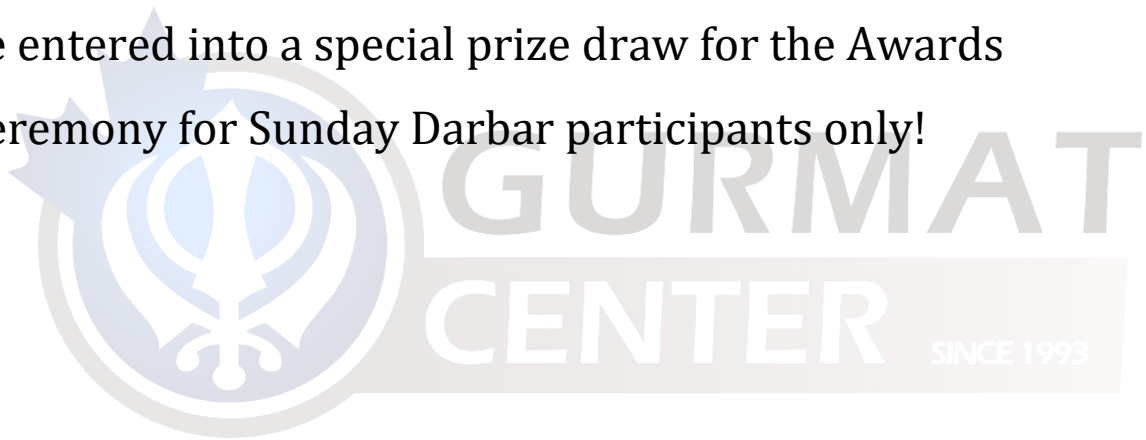 e entered into a special prize draw for the Awards
eremony for Sunday Darbar participants only!
GURMAT
CENTER
SINCE 1993